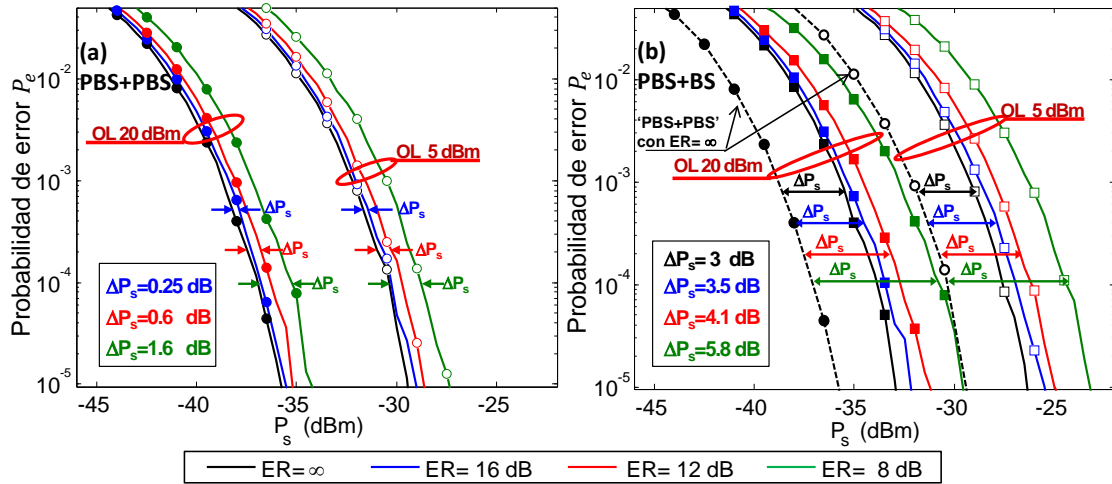 (a)
PBS+PBS
OL 20 dBm
OL 5 dBm
ΔPs
ΔPs
ΔPs
ΔPs
ΔPs
ΔPs
ΔPs=0.25 dB
ΔPs=0.6 dB
ΔPs=1.6 dB
Probabilidad de error Pe
10-2
10-3
10-4
10-5
-45
-40
-35
-30
-25
Ps (dBm)
(b)
PBS+BS
'PBS+PBS'
con ER=∞
OL 20 dBm
OL 5 dBm
ΔPs
ΔPs
ΔPs
ΔPs
ΔPs
ΔPs
ΔPs
ΔPs
ΔPs= 3 dB
ΔPs=3.5 dB
ΔPs=4.1 dB
ΔPs=5.8 dB
Probabilidad de error Pe
10-2
10-3
10-4
10-5
-45
-40
-35
-30
-25
Ps (dBm)
ER=∞
ER= 16 dB
ER= 12 dB
ER= 8 dB